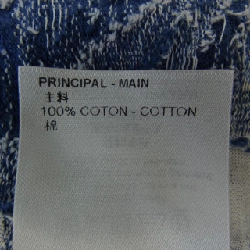 PRINCIPAL - MAIN
主料
100% COTON - COTTON
棉